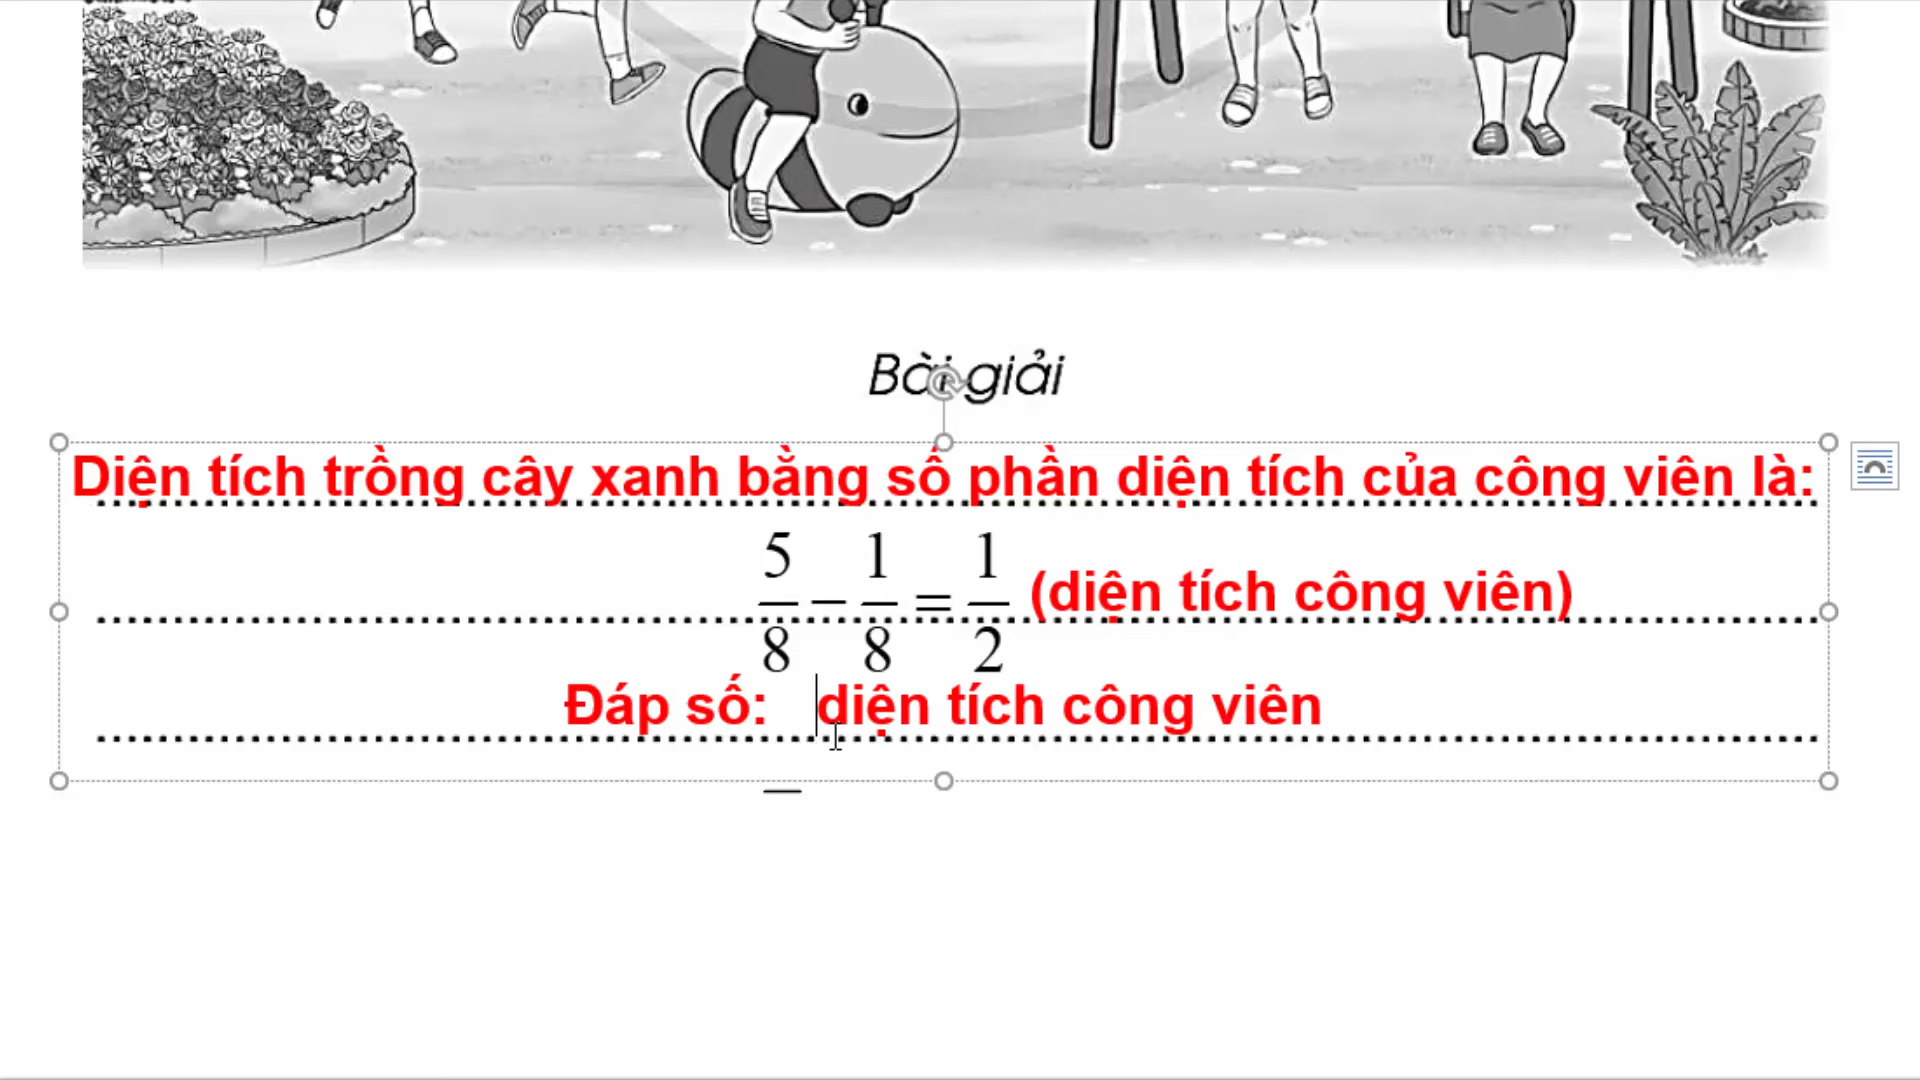 Bài giải
Diện tích trồng cây xanh bằng số phần diện tích của công viên là:
5/8 − 1/8 = 1/2 (diện tích công viên)
Đáp số: diện tích công viên